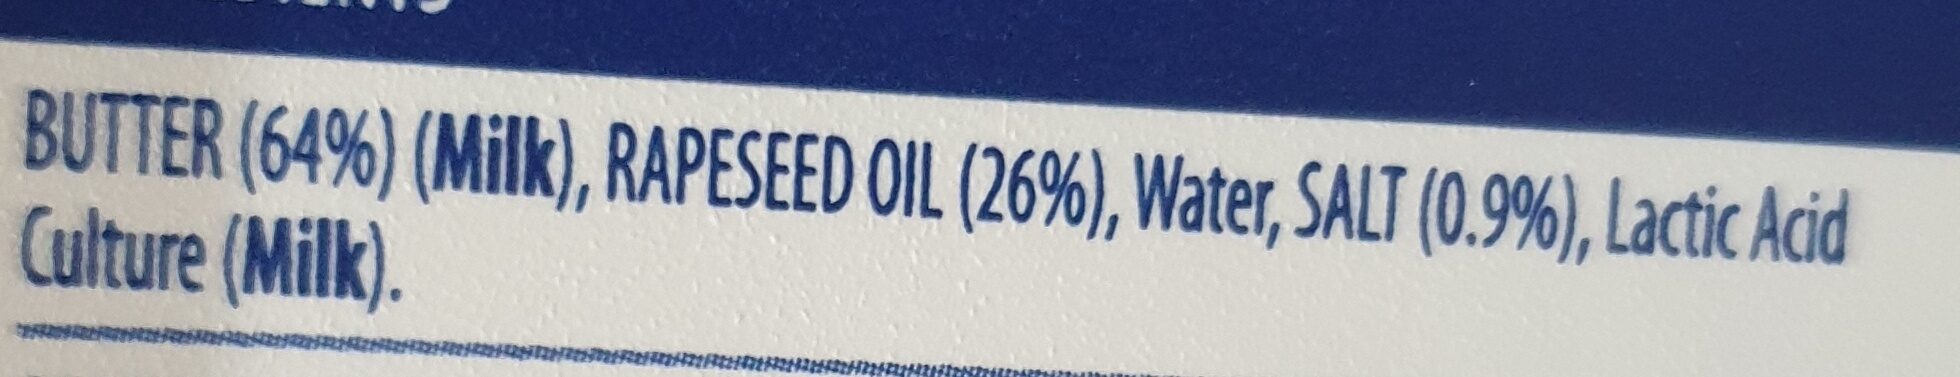 BUTTER (64%) (Milk), RAPESEED OIL (26%), Water, SALT (0.9%), Lactic Acid
Culture (Milk).